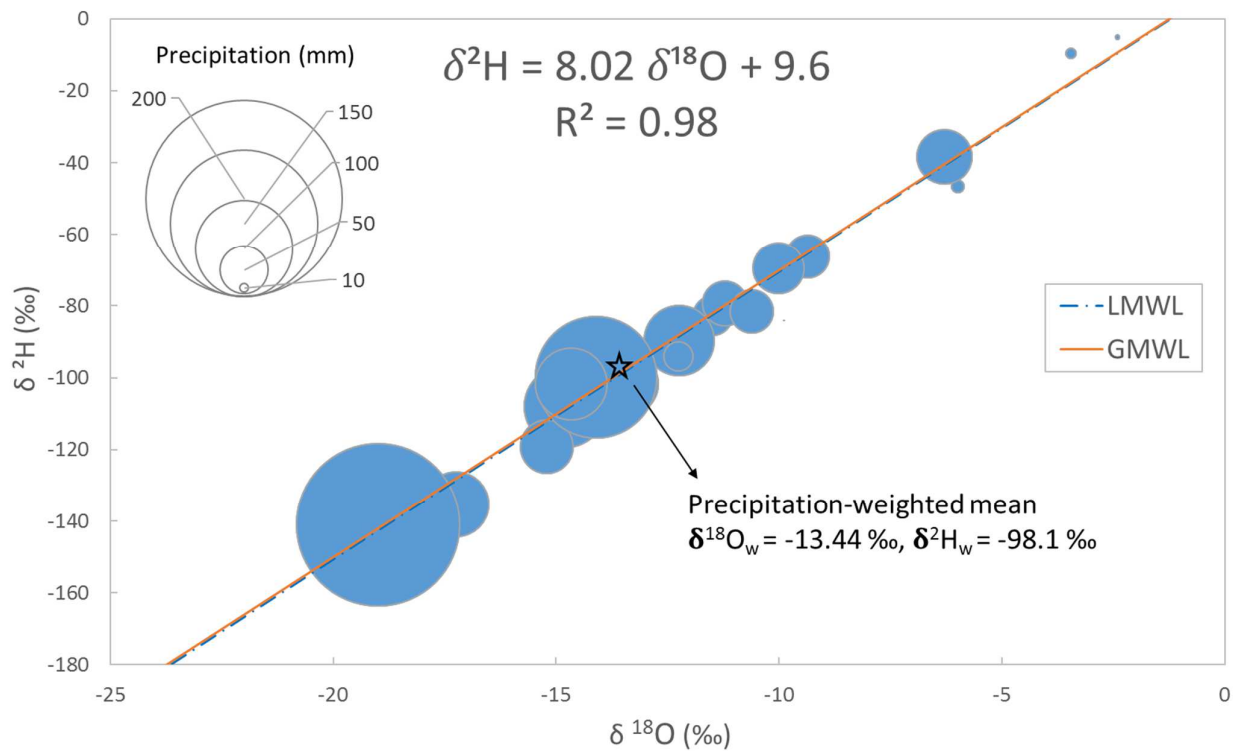 Precipitation (mm)
200
150
100
50
10
δ²H = 8.02 δ¹⁸O + 9.6
R² = 0.98
LMWL
GMWL
Precipitation-weighted mean
δ¹⁸Ow = -13.44 ‰, δ²Hw = -98.1 ‰
δ ²H (‰)
0
-20
-40
-60
-80
-100
-120
-140
-160
-180
-25
-20
-15
-10
-5
0
δ ¹⁸O (‰)